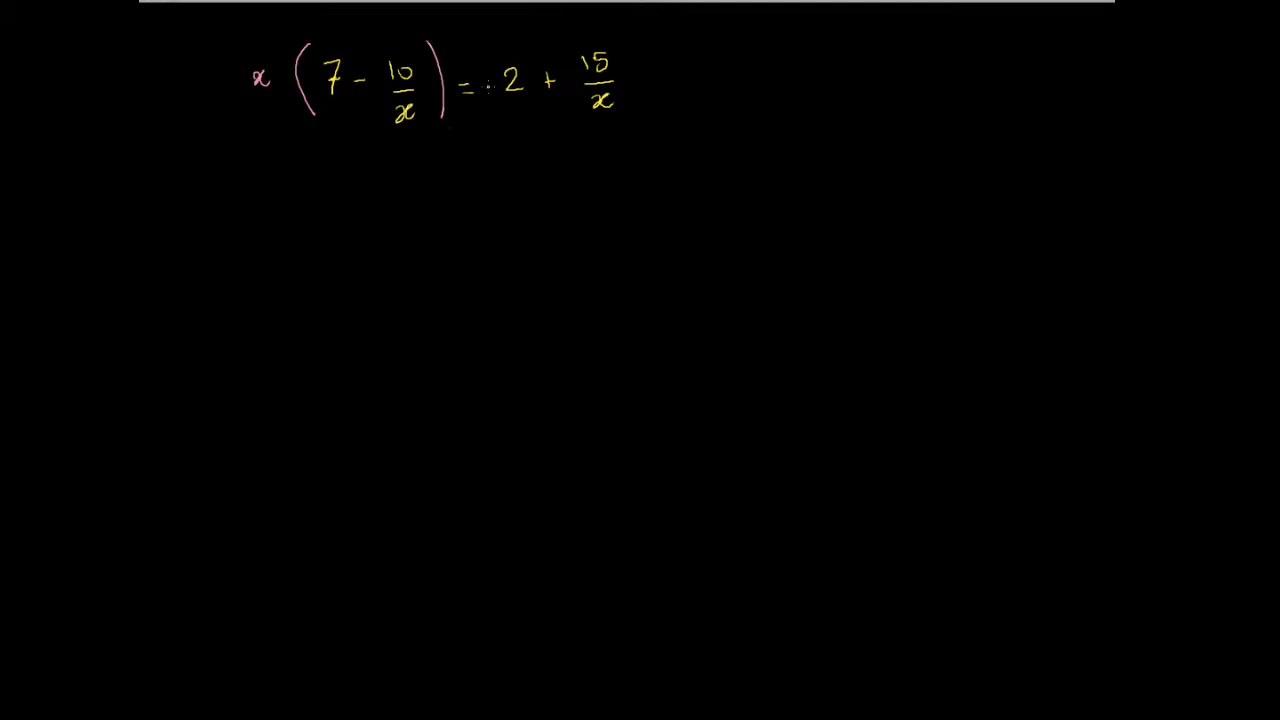 x ( 7 - 10/x ) = 2 + 15/x